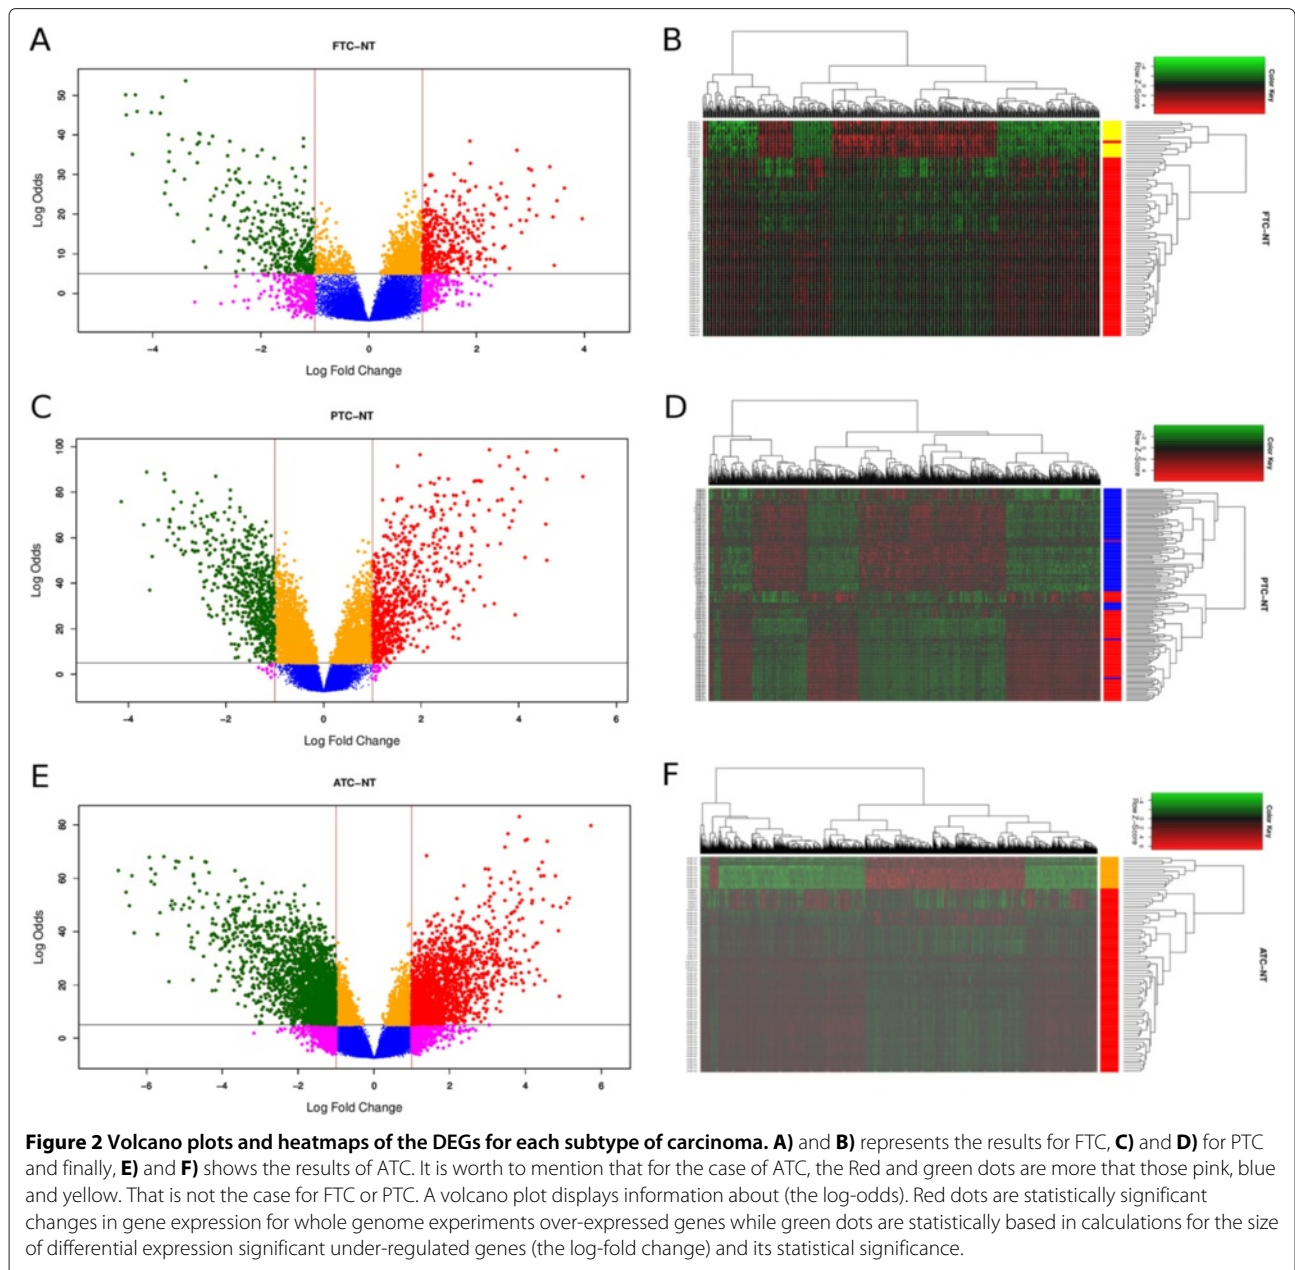 A
FTC–NT
50
40
30
20
10
0
Log Odds
−4
−2
0
2
4
Log Fold Change
B
Color Key
Row Z−Score
FTC−NT
C
PTC−NT
100
80
60
40
20
0
Log Odds
−4
−2
0
2
4
6
Log Fold Change
D
Color Key
Row Z−Score
PTC−NT
E
ATC−NT
80
60
40
20
0
Log Odds
−6
−4
−2
0
2
4
6
Log Fold Change
F
Color Key
Row Z−Score
ATC−NT
Figure 2 Volcano plots and heatmaps of the DEGs for each subtype of carcinoma. A) and B) represents the results for FTC, C) and D) for PTC
and finally, E) and F) shows the results of ATC. It is worth to mention that for the case of ATC, the Red and green dots are more that those pink, blue
and yellow. That is not the case for FTC or PTC. A volcano plot displays information about (the log-odds). Red dots are statistically significant
changes in gene expression for whole genome experiments over-expressed genes while green dots are statistically based in calculations for the size
of differential expression significant under-regulated genes (the log-fold change) and its statistical significance.